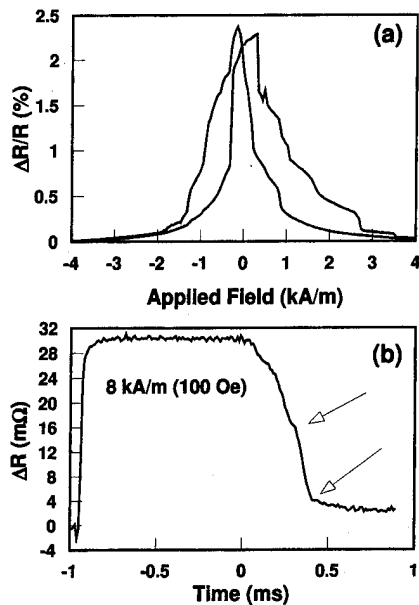 (a)
2.5
2
1.5
1
0.5
0
ΔR/R (%)
-4 -3 -2 -1 0 1 2 3 4
Applied Field (kA/m)
(b)
32
28
24
20
16
12
8
4
0
-4
ΔR (mΩ)
8 kA/m (100 Oe)
-1 -0.5 0 0.5 1
Time (ms)